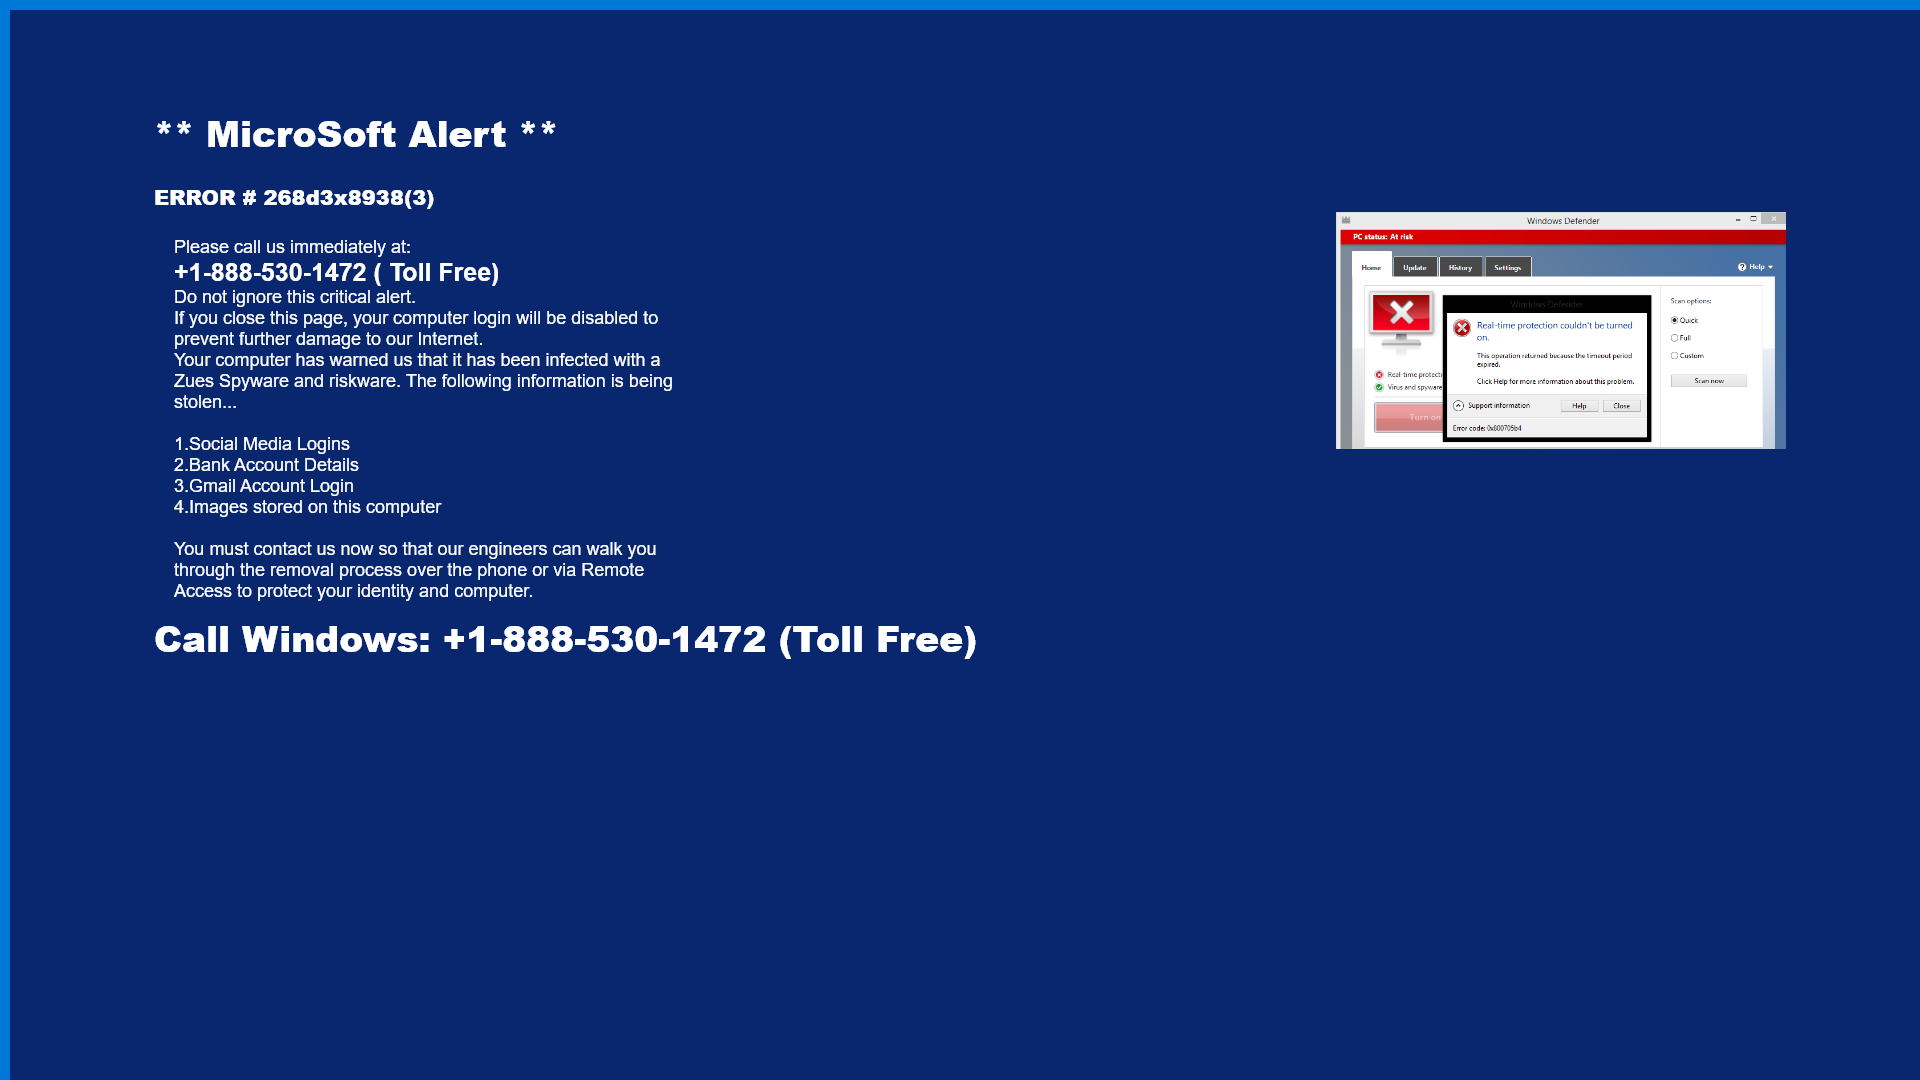 ** MicroSoft Alert **
ERROR # 268d3x8938(3)
Please call us immediately at:
+1-888-530-1472 ( Toll Free)
Do not ignore this critical alert.
If you close this page, your computer login will be disabled to
prevent further damage to our Internet.
Your computer has warned us that it has been infected with a
Zues Spyware and riskware. The following information is being
stolen...
1.Social Media Logins
2.Bank Account Details
3.Gmail Account Login
4.Images stored on this computer
You must contact us now so that our engineers can walk you
through the removal process over the phone or via Remote
Access to protect your identity and computer.
Call Windows: +1-888-530-1472 (Toll Free)
Windows Defender
PC status: At risk
Home
Update
History
Settings
Help
Windows Defender
Real-time protection couldn't be turned
on.
This operation returned because the timeout period
expired.
Click Help for more information about this problem.
Support information
Help
Close
Error code: 0x800705b4
Real-time protecti
Virus and spyware
Turn on
Scan options:
Quick
Full
Custom
Scan now